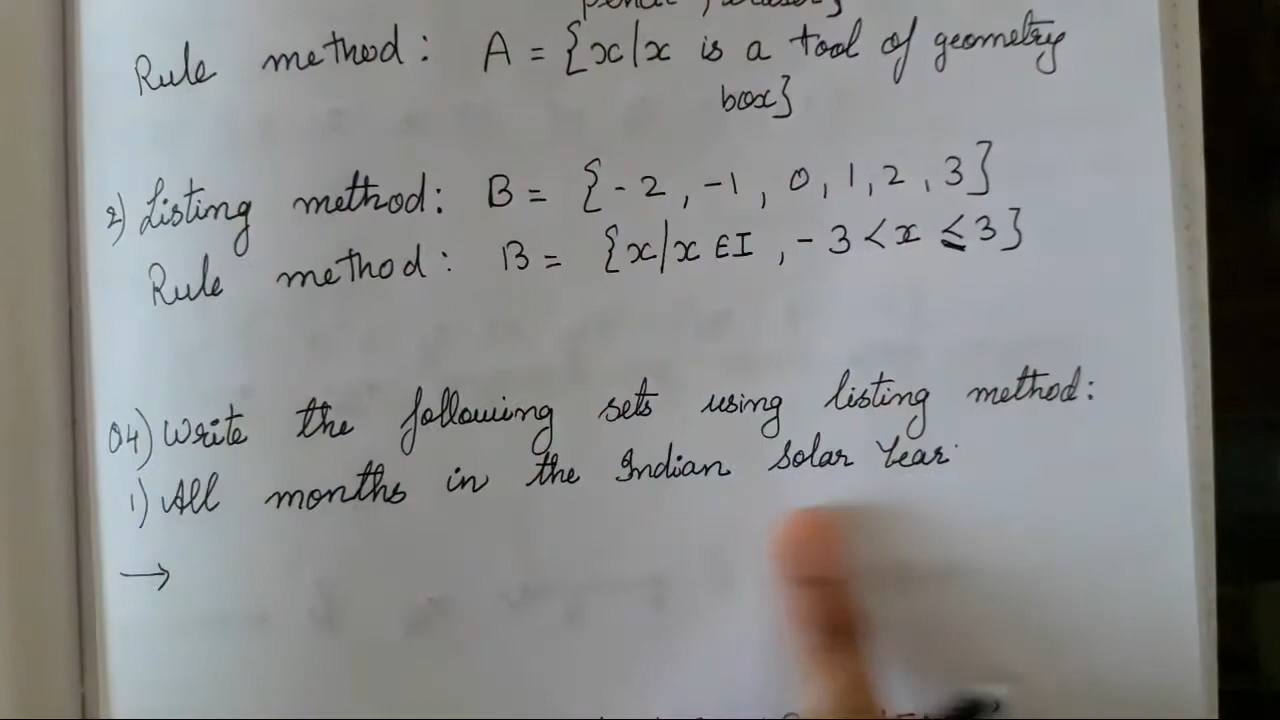 Rule method : A = {x/x is a tool of geometry
box}
2) Listing method : B = {-2, -1, 0, 1, 2, 3}
Rule method : B = {x/x ∈ I, -3 < x ≤ 3}
Q4) Write the following sets using listing method :
1) All months in the Indian Solar Year.
→